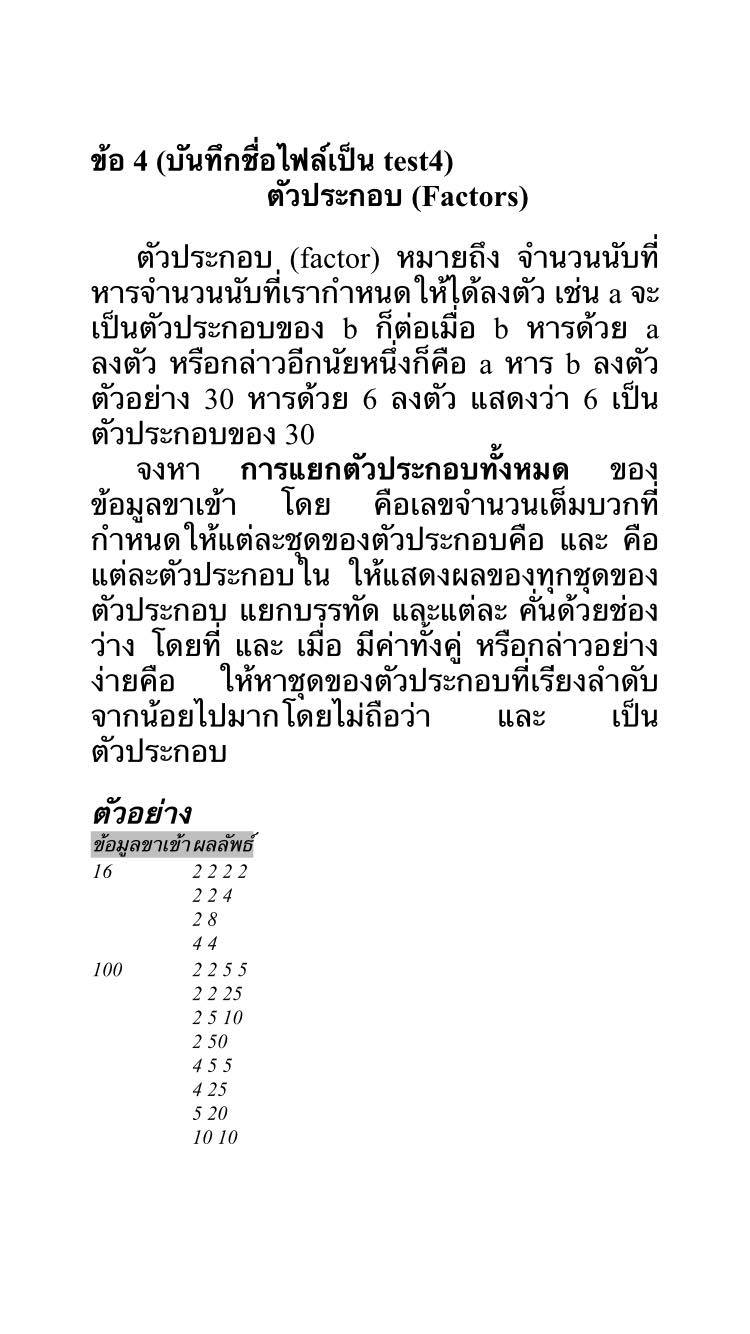 ข้อ 4 (บันทึกชื่อไฟล์เป็น test4)
ตัวประกอบ (Factors)
ตัวประกอบ (factor) หมายถึง จำนวนนับที่
หารจำนวนนับที่เรากำหนดให้ได้ลงตัว เช่น a จะ
เป็นตัวประกอบของ b ก็ต่อเมื่อ b หารด้วย a
ลงตัว หรือกล่าวอีกนัยหนึ่งก็คือ a หาร b ลงตัว
ตัวอย่าง 30 หารด้วย 6 ลงตัว แสดงว่า 6 เป็น
ตัวประกอบของ 30
จงหา การแยกตัวประกอบทั้งหมด ของ
ข้อมูลขาเข้า โดย คือเลขจำนวนเต็มบวกที่
กำหนดให้แต่ละชุดของตัวประกอบคือ และ คือ
แต่ละตัวประกอบใน ให้แสดงผลของทุกชุดของ
ตัวประกอบ แยกบรรทัด และแต่ละ คั่นด้วยช่อง
ว่าง โดยที่ และ เมื่อ มีค่าทั้งคู่ หรือกล่าวอย่าง
ง่ายคือ ให้หาชุดของตัวประกอบที่เรียงลำดับ
จากน้อยไปมากโดยไม่ถือว่า และ เป็น
ตัวประกอบ
ตัวอย่าง
ข้อมูลขาเข้า ผลลัพธ์
16 2 2 2 2
2 2 4
2 8
4 4
100 2 2 5 5
2 2 25
2 5 10
2 50
4 5 5
4 25
5 20
10 10